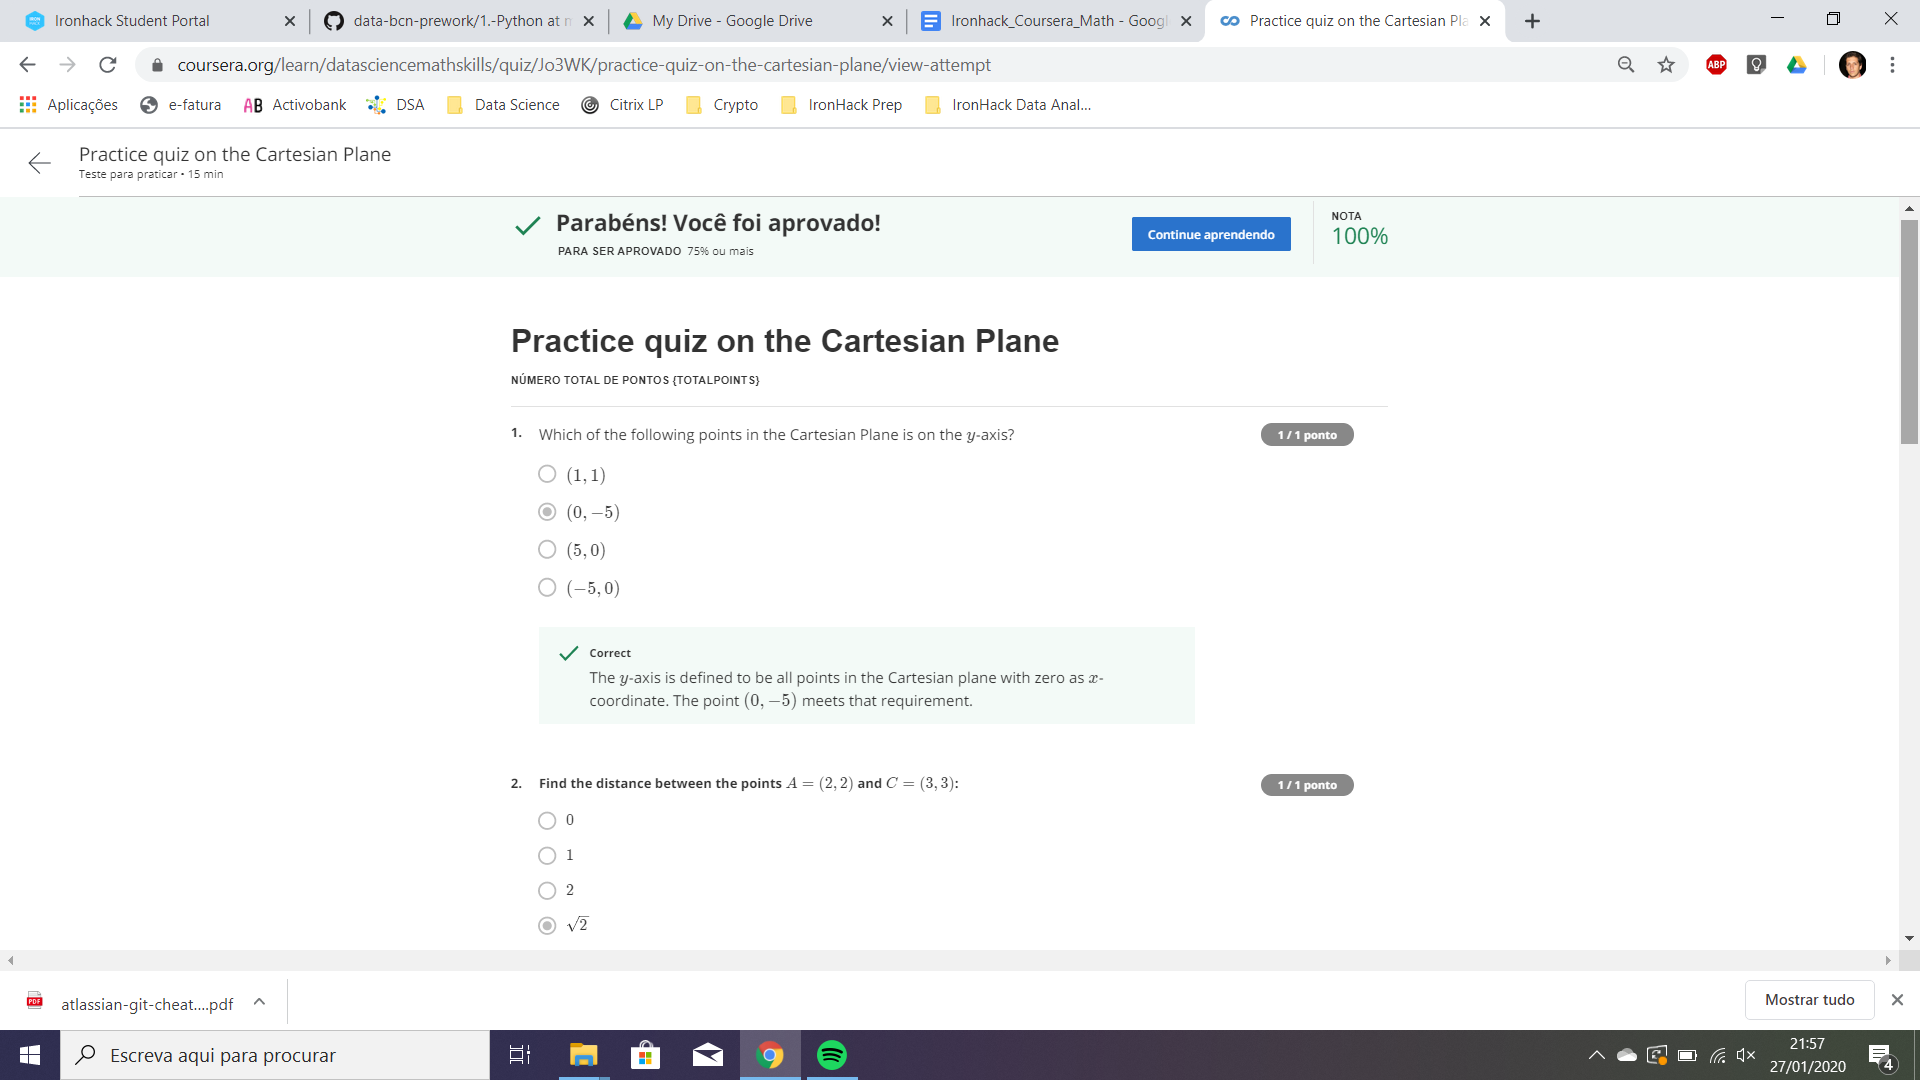 Ironhack Student Portal
data-bcn-prework/1.-Python at m
My Drive - Google Drive
Ironhack_Coursera_Math - Googl
Practice quiz on the Cartesian Pla
coursera.org/learn/datasciencemathskills/quiz/Jo3WK/practice-quiz-on-the-cartesian-plane/view-attempt
ABP
Aplicações
e-fatura
AB Activobank
DSA
Data Science
Citrix LP
Crypto
IronHack Prep
IronHack Data Anal...
Practice quiz on the Cartesian Plane
Teste para praticar • 15 min
Parabéns! Você foi aprovado!
PARA SER APROVADO 75% ou mais
Continue aprendendo
NOTA
100%
Practice quiz on the Cartesian Plane
NÚMERO TOTAL DE PONTOS {TOTALPOINTS}
1. Which of the following points in the Cartesian Plane is on the y-axis?
1 / 1 ponto
(1, 1)
(0, −5)
(5, 0)
(−5, 0)
Correct
The y-axis is defined to be all points in the Cartesian plane with zero as x-
coordinate. The point (0, −5) meets that requirement.
2. Find the distance between the points A = (2, 2) and C = (3, 3):
1 / 1 ponto
0
1
2
√2
PDF
atlassian-git-cheat....pdf
Mostrar tudo
Escreva aqui para procurar
21:57
27/01/2020
4